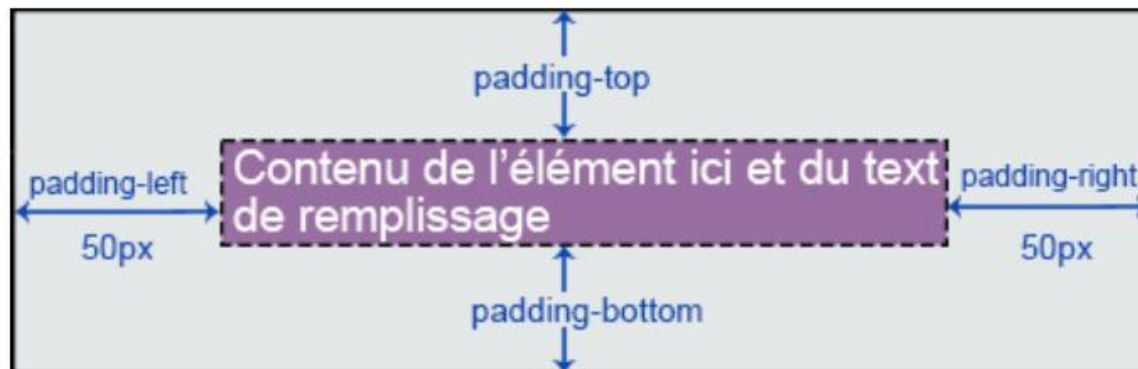 padding-top
Contenu de l'élément ici et du text
de remplissage
padding-left
50px
padding-right
50px
padding-bottom